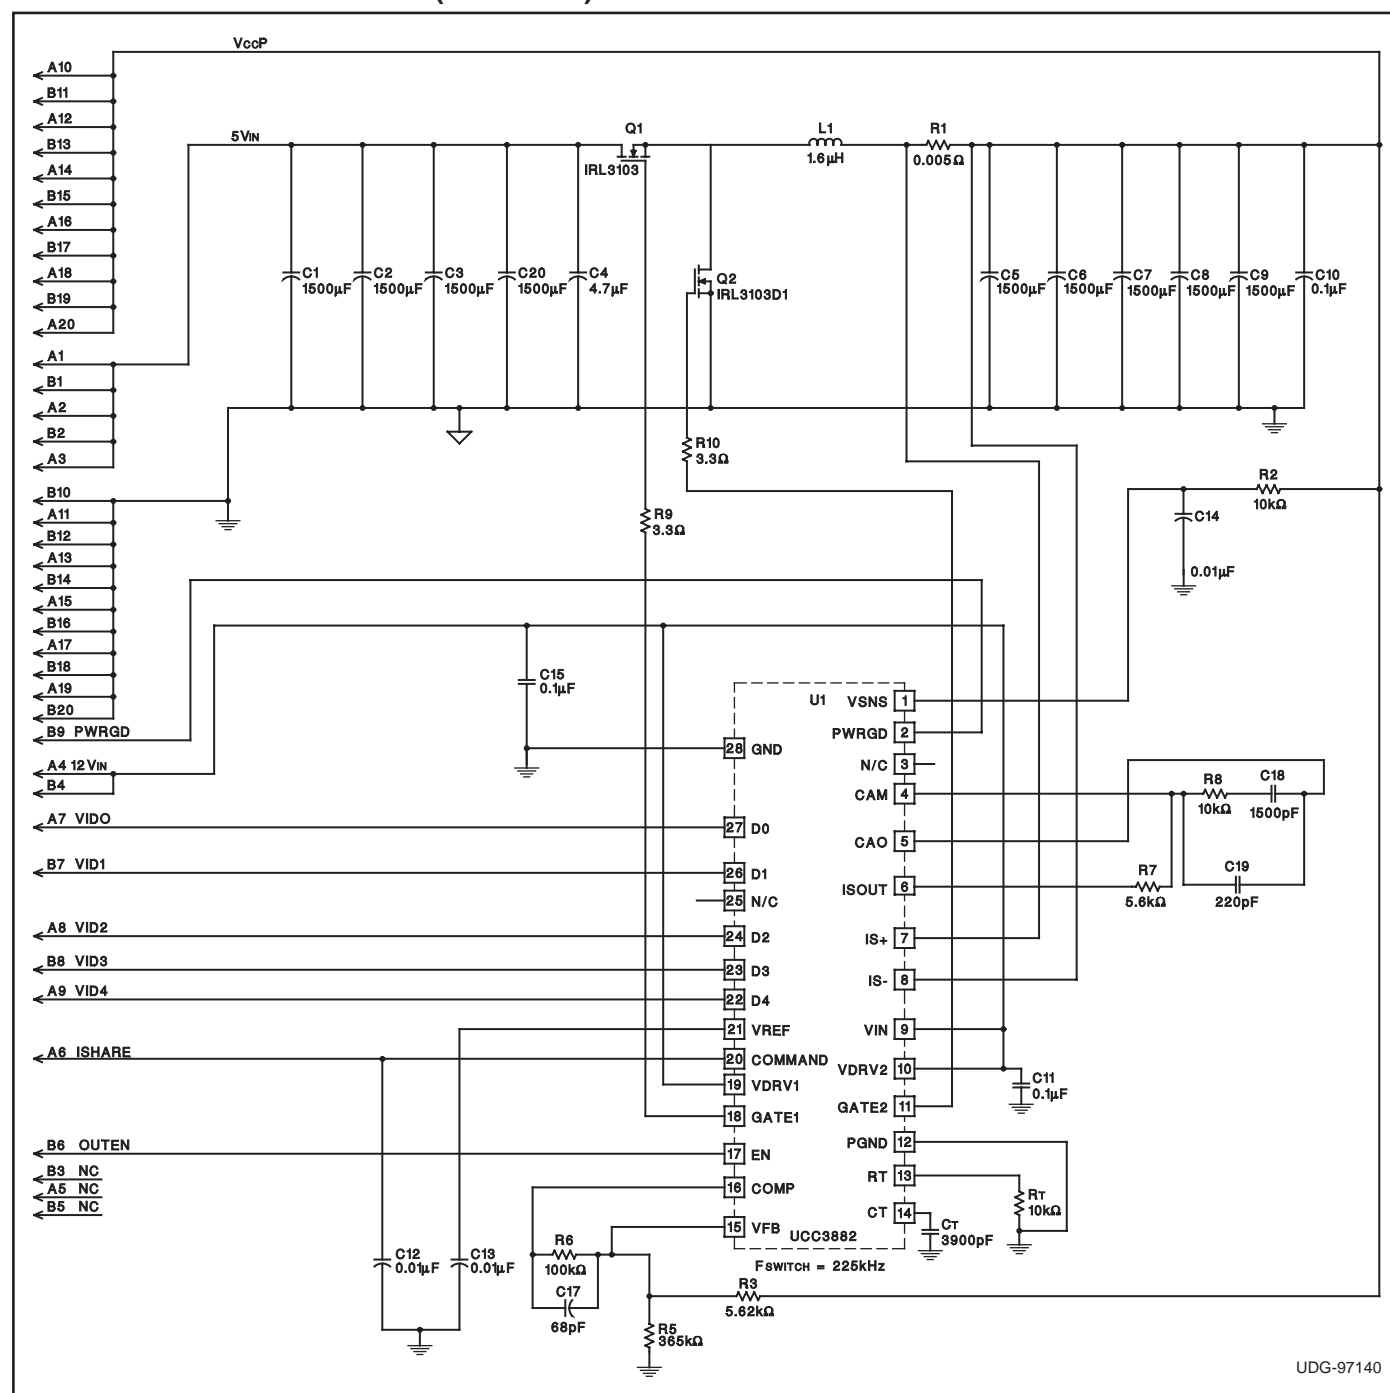 VccP
A10
B11
A12
B13
A14
B15
A16
B17
A18
B19
A20
A1
B1
A2
B2
A3
B10
A11
B12
A13
B14
A15
B16
A17
B18
A19
B20
B9 PWRGD
A4 12VIN
B4
A7 VIDO
B7 VID1
A8 VID2
B8 VID3
A9 VID4
A6 ISHARE
B6 OUTEN
B3 NC
A5 NC
B5 NC
5VIN
Q1
IRL3103
L1
1.6μH
R1
0.005Ω
C1
1500μF
C2
1500μF
C3
1500μF
C20
1500μF
C4
4.7μF
Q2
IRL3103D1
C5
1500μF
C6
1500μF
C7
1500μF
C8
1500μF
C9
1500μF
C10
0.1μF
R10
3.3Ω
R9
3.3Ω
R2
10kΩ
C14
0.01μF
C15
0.1μF
U1
28 GND
27 D0
26 D1
25 N/C
24 D2
23 D3
22 D4
21 VREF
20 COMMAND
19 VDRV1
18 GATE1
17 EN
16 COMP
15 VFB
VSNS 1
PWRGD 2
N/C 3
CAM 4
CAO 5
ISOUT 6
IS+ 7
IS- 8
VIN 9
VDRV2 10
GATE2 11
PGND 12
RT 13
CT 14
UCC3882
FSWITCH = 225kHz
R8
10kΩ
C18
1500pF
R7
5.6kΩ
C19
220pF
C11
0.1μF
RT
10kΩ
CT
3900pF
C12
0.01μF
C13
0.01μF
R6
100kΩ
C17
68pF
R3
5.62kΩ
R5
365kΩ
UDG-97140